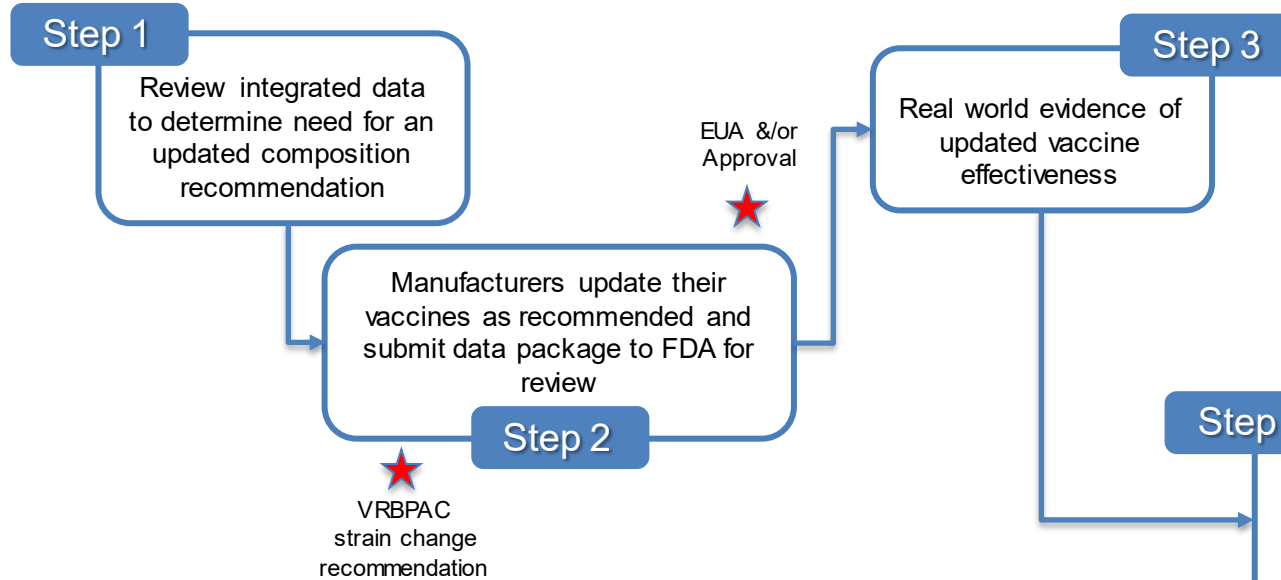 Step 1
Review integrated data
to determine need for an
updated composition
recommendation
EUA &/or
Approval
Step 3
Real world evidence of
updated vaccine
effectiveness
Manufacturers update their
vaccines as recommended and
submit data package to FDA for
review
Step 2
VRBPAC
strain change
recommendation
Step